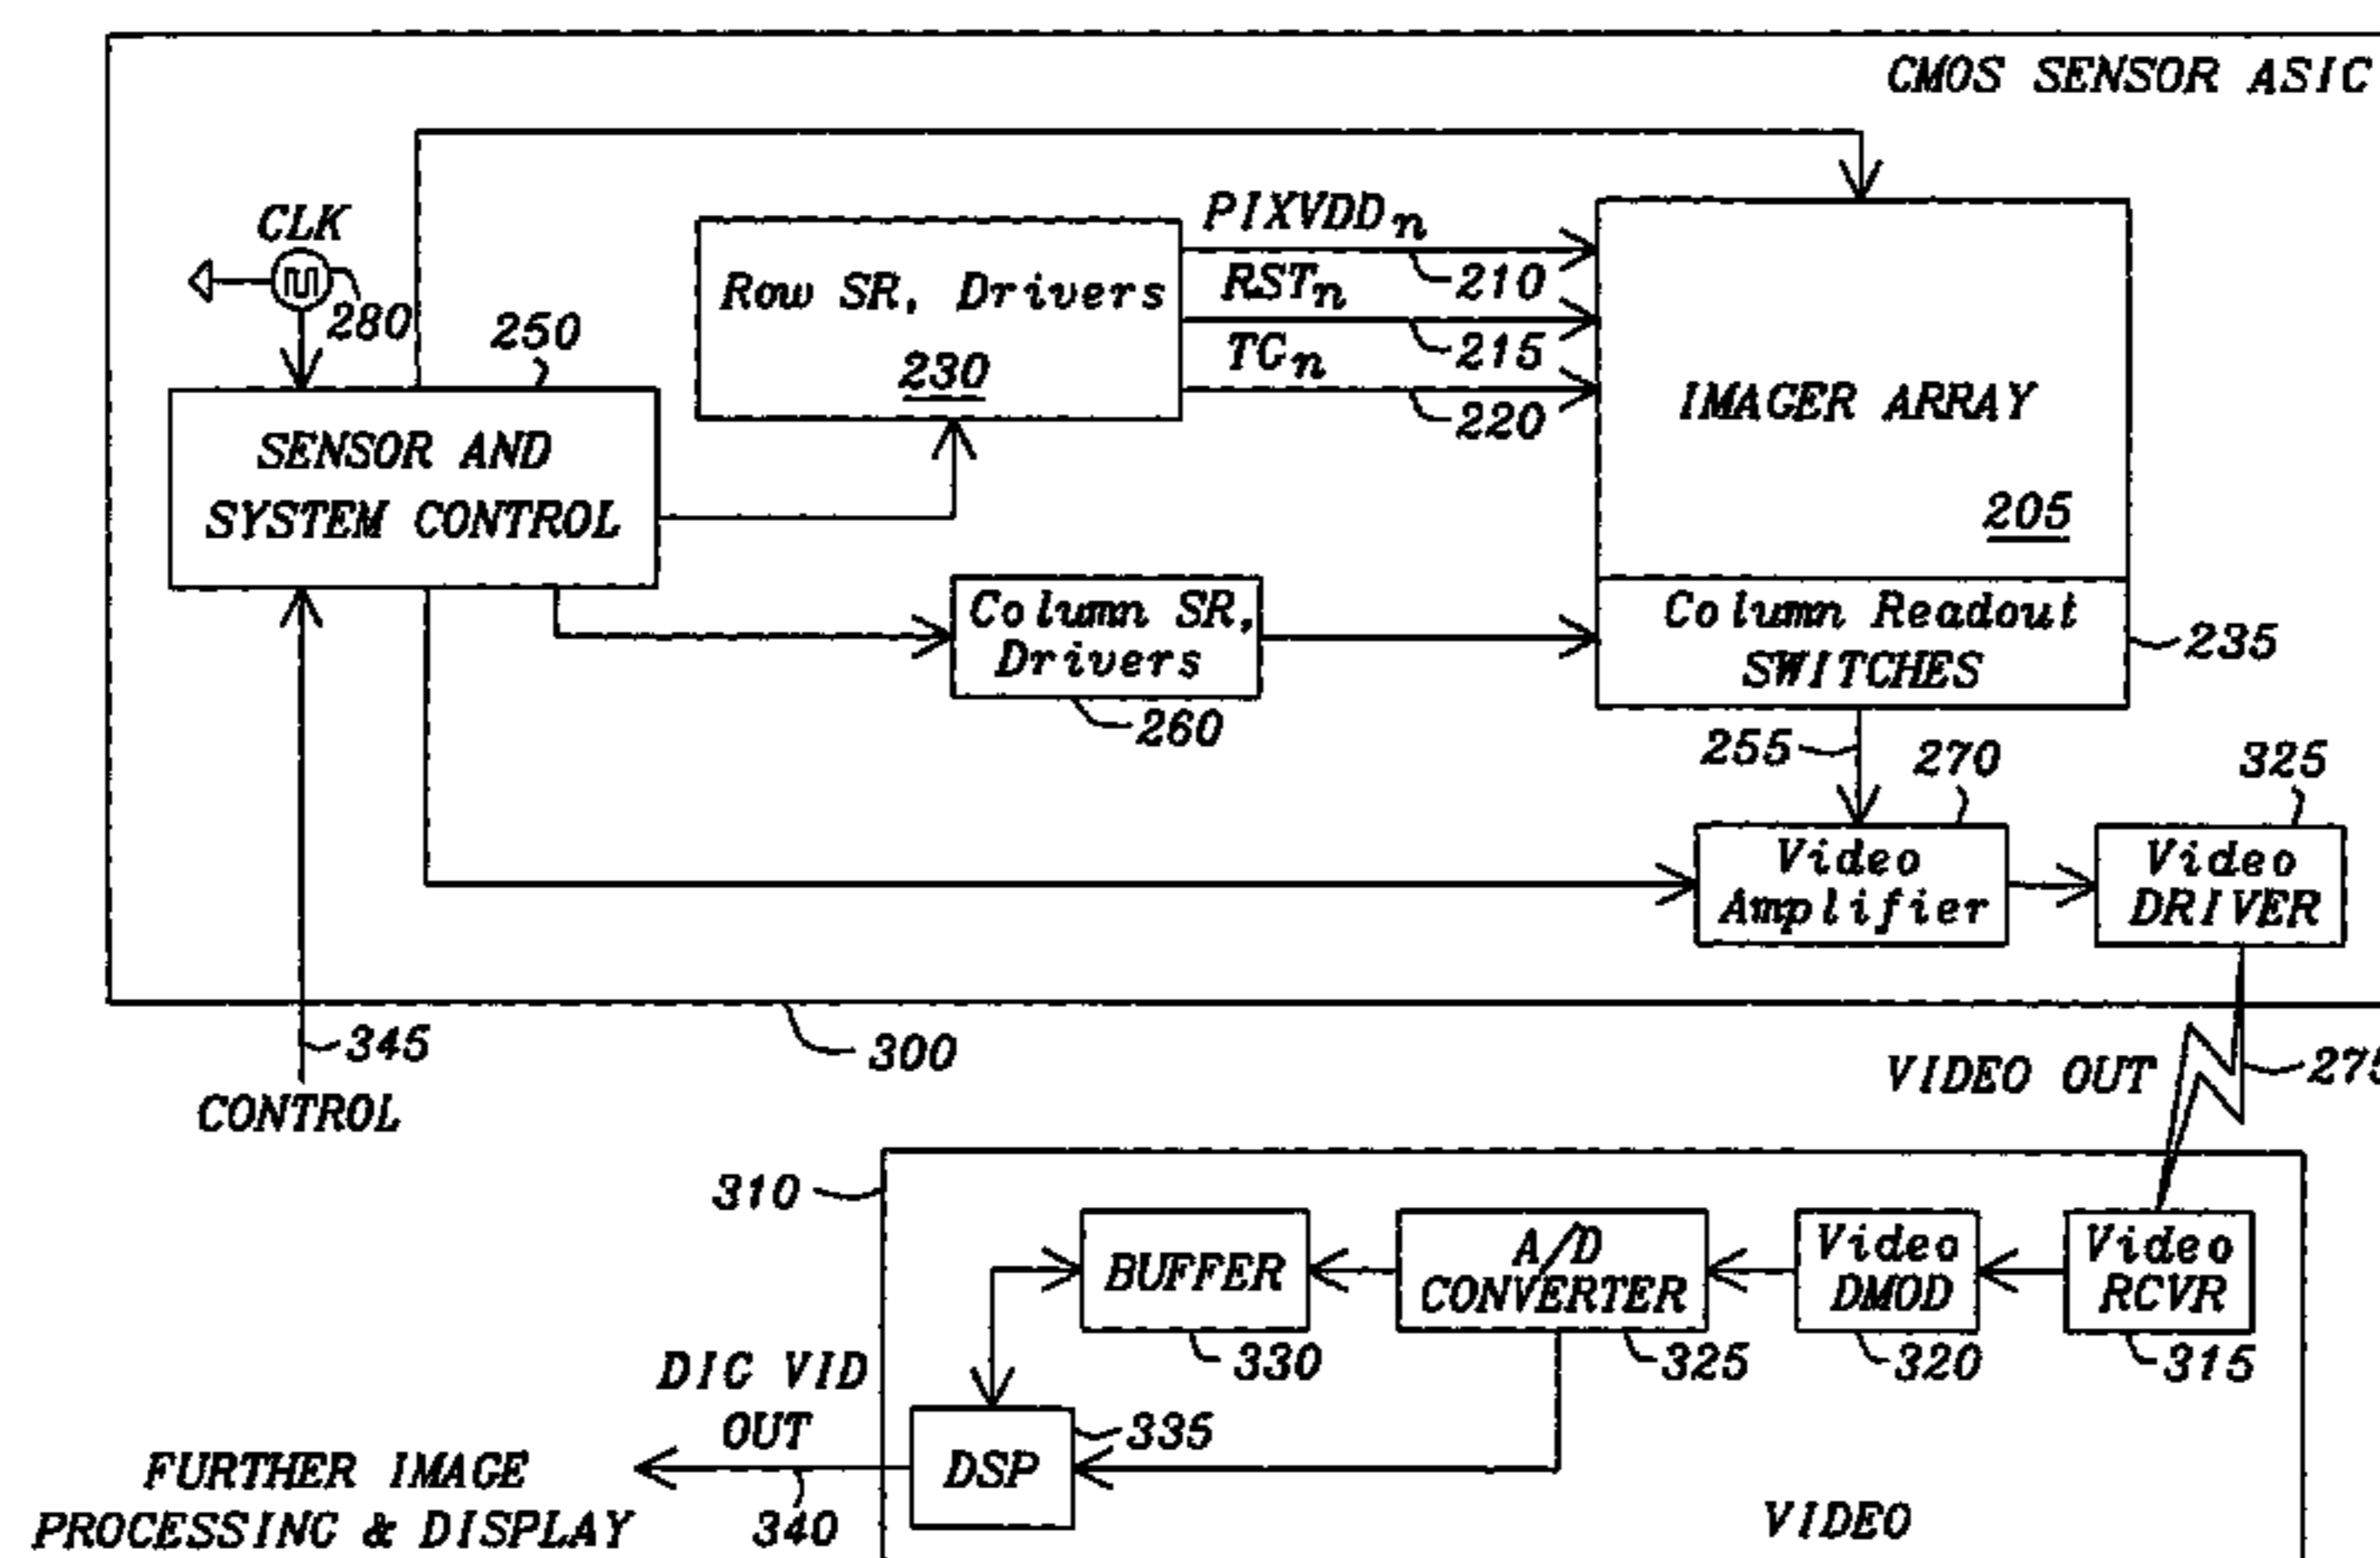 CMOS SENSOR ASIC
CLK
280
250
Row SR, Drivers
230
PIXVDDn
210
RSTn
215
TGn
220
IMAGER ARRAY
205
SENSOR AND
SYSTEM CONTROL
Column SR,
Drivers
260
Column Readout
SWITCHES
235
255
270
325
Video
Amplifier
Video
DRIVER
345
CONTROL
300
VIDEO OUT
275
310
BUFFER
330
A/D
CONVERTER
325
Video
DMOD
320
Video
RCVR
315
DIG VID
OUT
340
DSP
335
FURTHER IMAGE
PROCESSING & DISPLAY
VIDEO